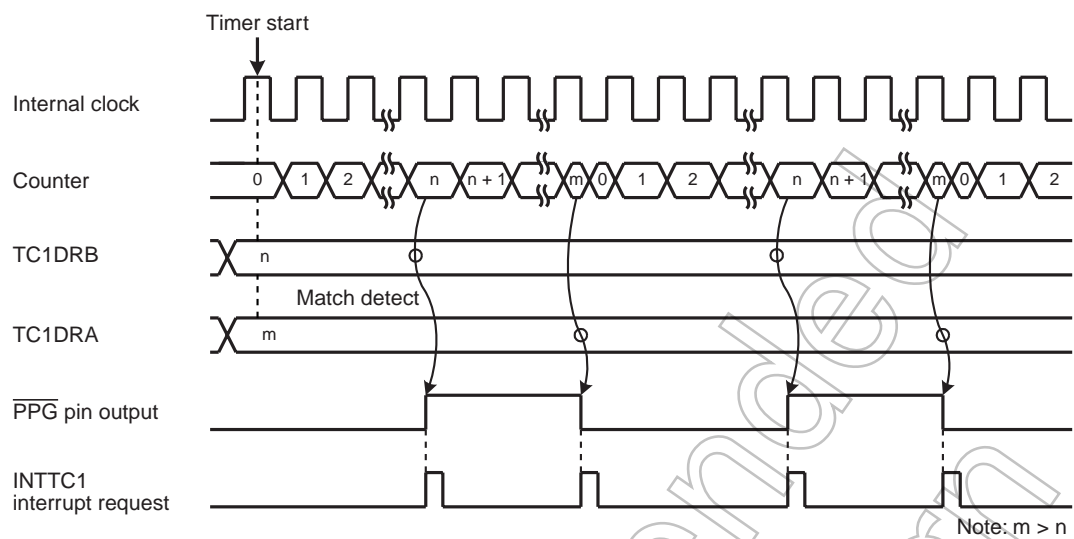 Timer start
Internal clock
Counter
0 1 2 n n + 1 m 0 1 2 n n + 1 m 0 1 2
TC1DRB
n
Match detect
TC1DRA
m
PPG pin output
INTTC1
interrupt request
Note: m > n